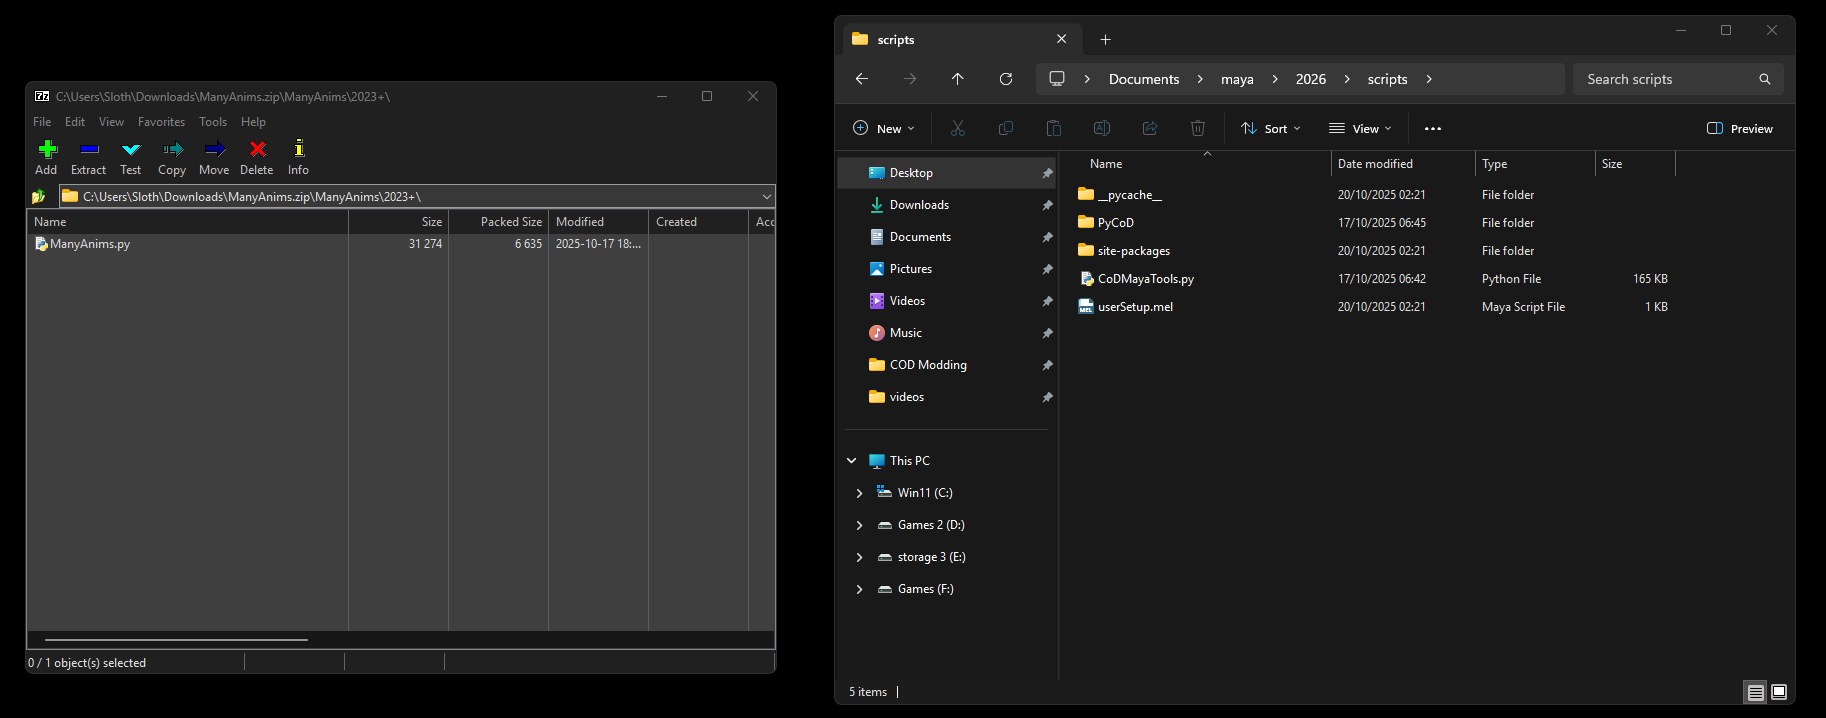 C:\Users\Sloth\Downloads\ManyAnims.zip\ManyAnims\2023+\
File Edit View Favorites Tools Help
Add Extract Test Copy Move Delete Info
C:\Users\Sloth\Downloads\ManyAnims.zip\ManyAnims\2023+\
Name Size Packed Size Modified Created Acc
ManyAnims.py 31 274 6 635 2025-10-17 18:...
0 / 1 object(s) selected
scripts
Documents maya 2026 scripts Search scripts
New Sort View Preview
Name Date modified Type Size
__pycache__ 20/10/2025 02:21 File folder
PyCoD 17/10/2025 06:45 File folder
site-packages 20/10/2025 02:21 File folder
CoDMayaTools.py 17/10/2025 06:42 Python File 165 KB
MEL userSetup.mel 20/10/2025 02:21 Maya Script File 1 KB
Desktop
Downloads
Documents
Pictures
Videos
Music
COD Modding
videos
This PC
Win11 (C:)
Games 2 (D:)
storage 3 (E:)
Games (F:)
5 items